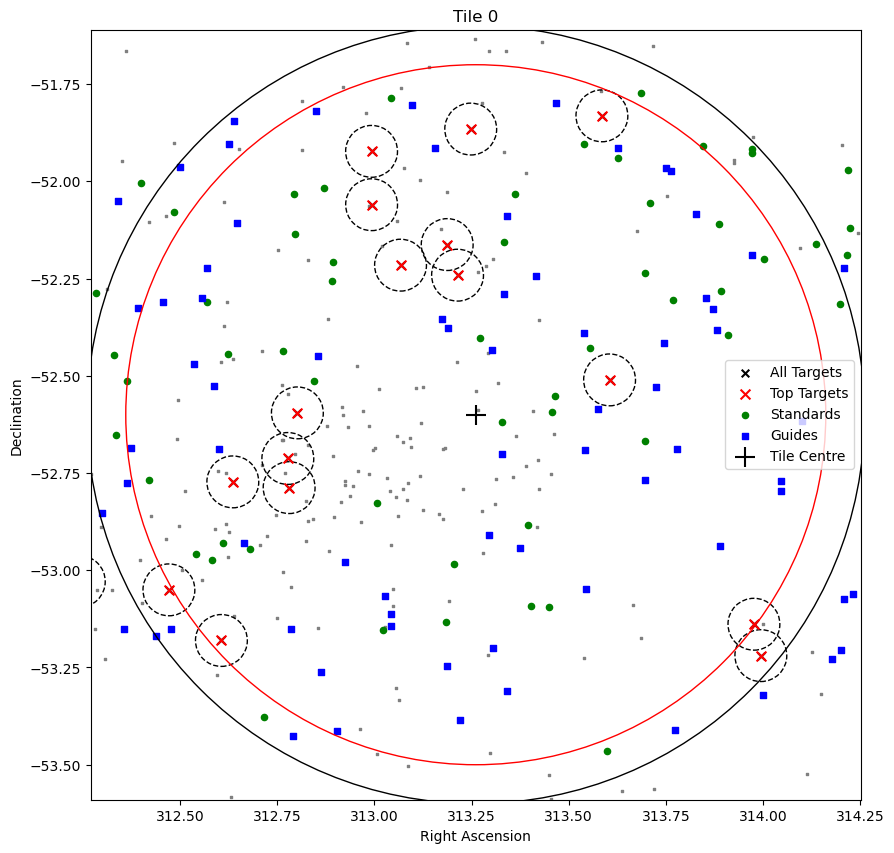 Tile 0
−51.75
−52.00
−52.25
−52.50
−52.75
−53.00
−53.25
−53.50
Declination
All Targets
Top Targets
Standards
Guides
Tile Centre
312.50 312.75 313.00 313.25 313.50 313.75 314.00 314.25
Right Ascension